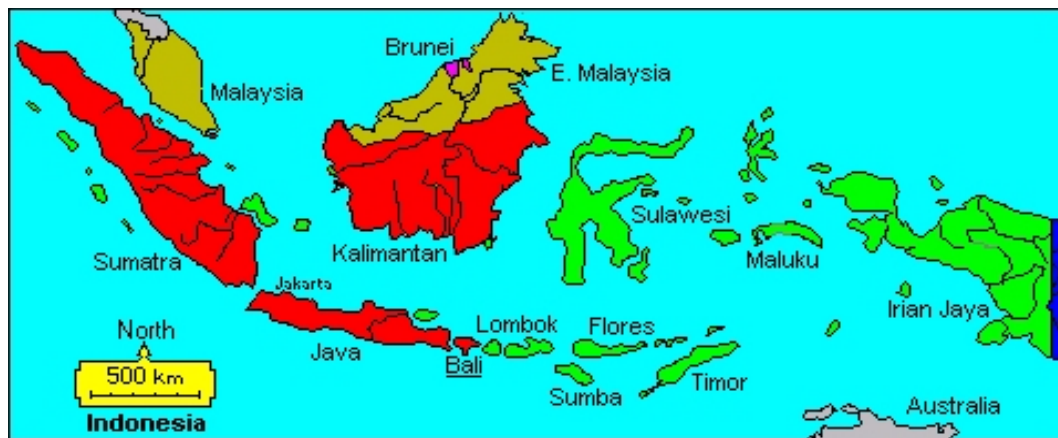 Brunei
E. Malaysia
Malaysia
Sulawesi
Kalimantan
Maluku
Sumatra
Jakarta
Irian Jaya
North
Java
Lombok
Flores
Bali
500 km
Sumba
Timor
Australia
Indonesia